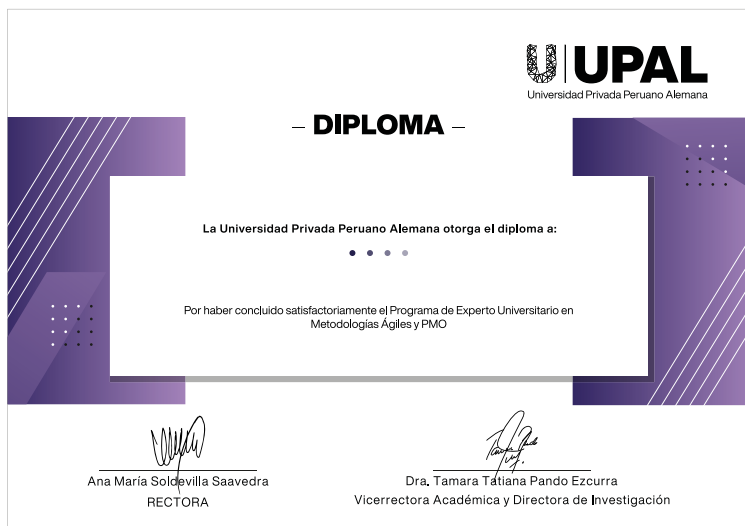 UPAL
Universidad Privada Peruano Alemana
– DIPLOMA –
La Universidad Privada Peruano Alemana otorga el diploma a:
Por haber concluido satisfactoriamente el Programa de Experto Universitario en
Metodologías Ágiles y PMO
Ana María Soldevilla Saavedra
RECTORA
Dra. Tamara Tatiana Pando Ezcurra
Vicerrectora Académica y Directora de Investigación